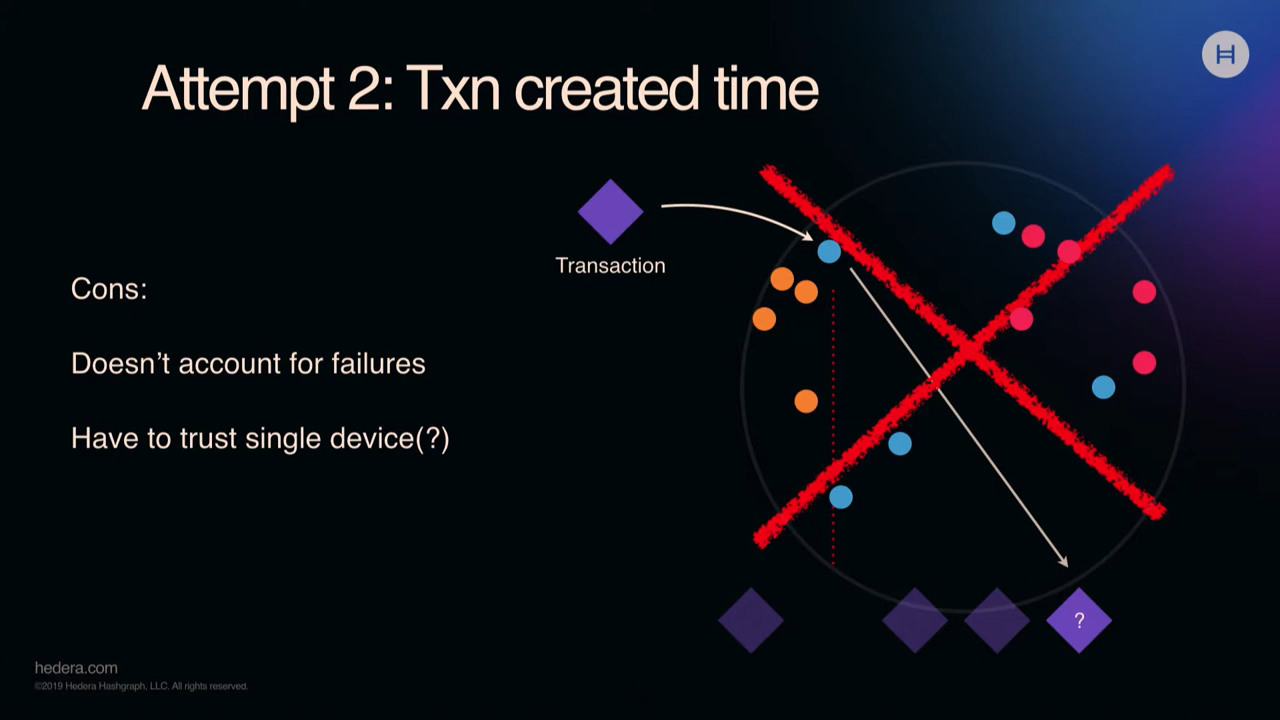 Attempt 2: Txn created time
Transaction
Cons:
Doesn’t account for failures
Have to trust single device(?)
?
hedera.com
©2019 Hedera Hashgraph, LLC. All rights reserved.